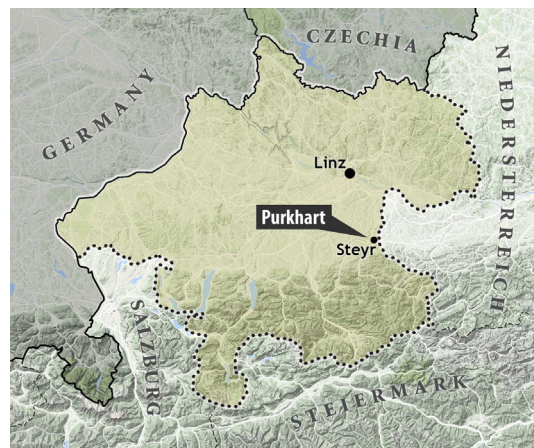 CZECHIA
GERMANY
NIEDERSTERREICH
Linz
Purkhart
Steyr
SALZBURG
STEIERMARK